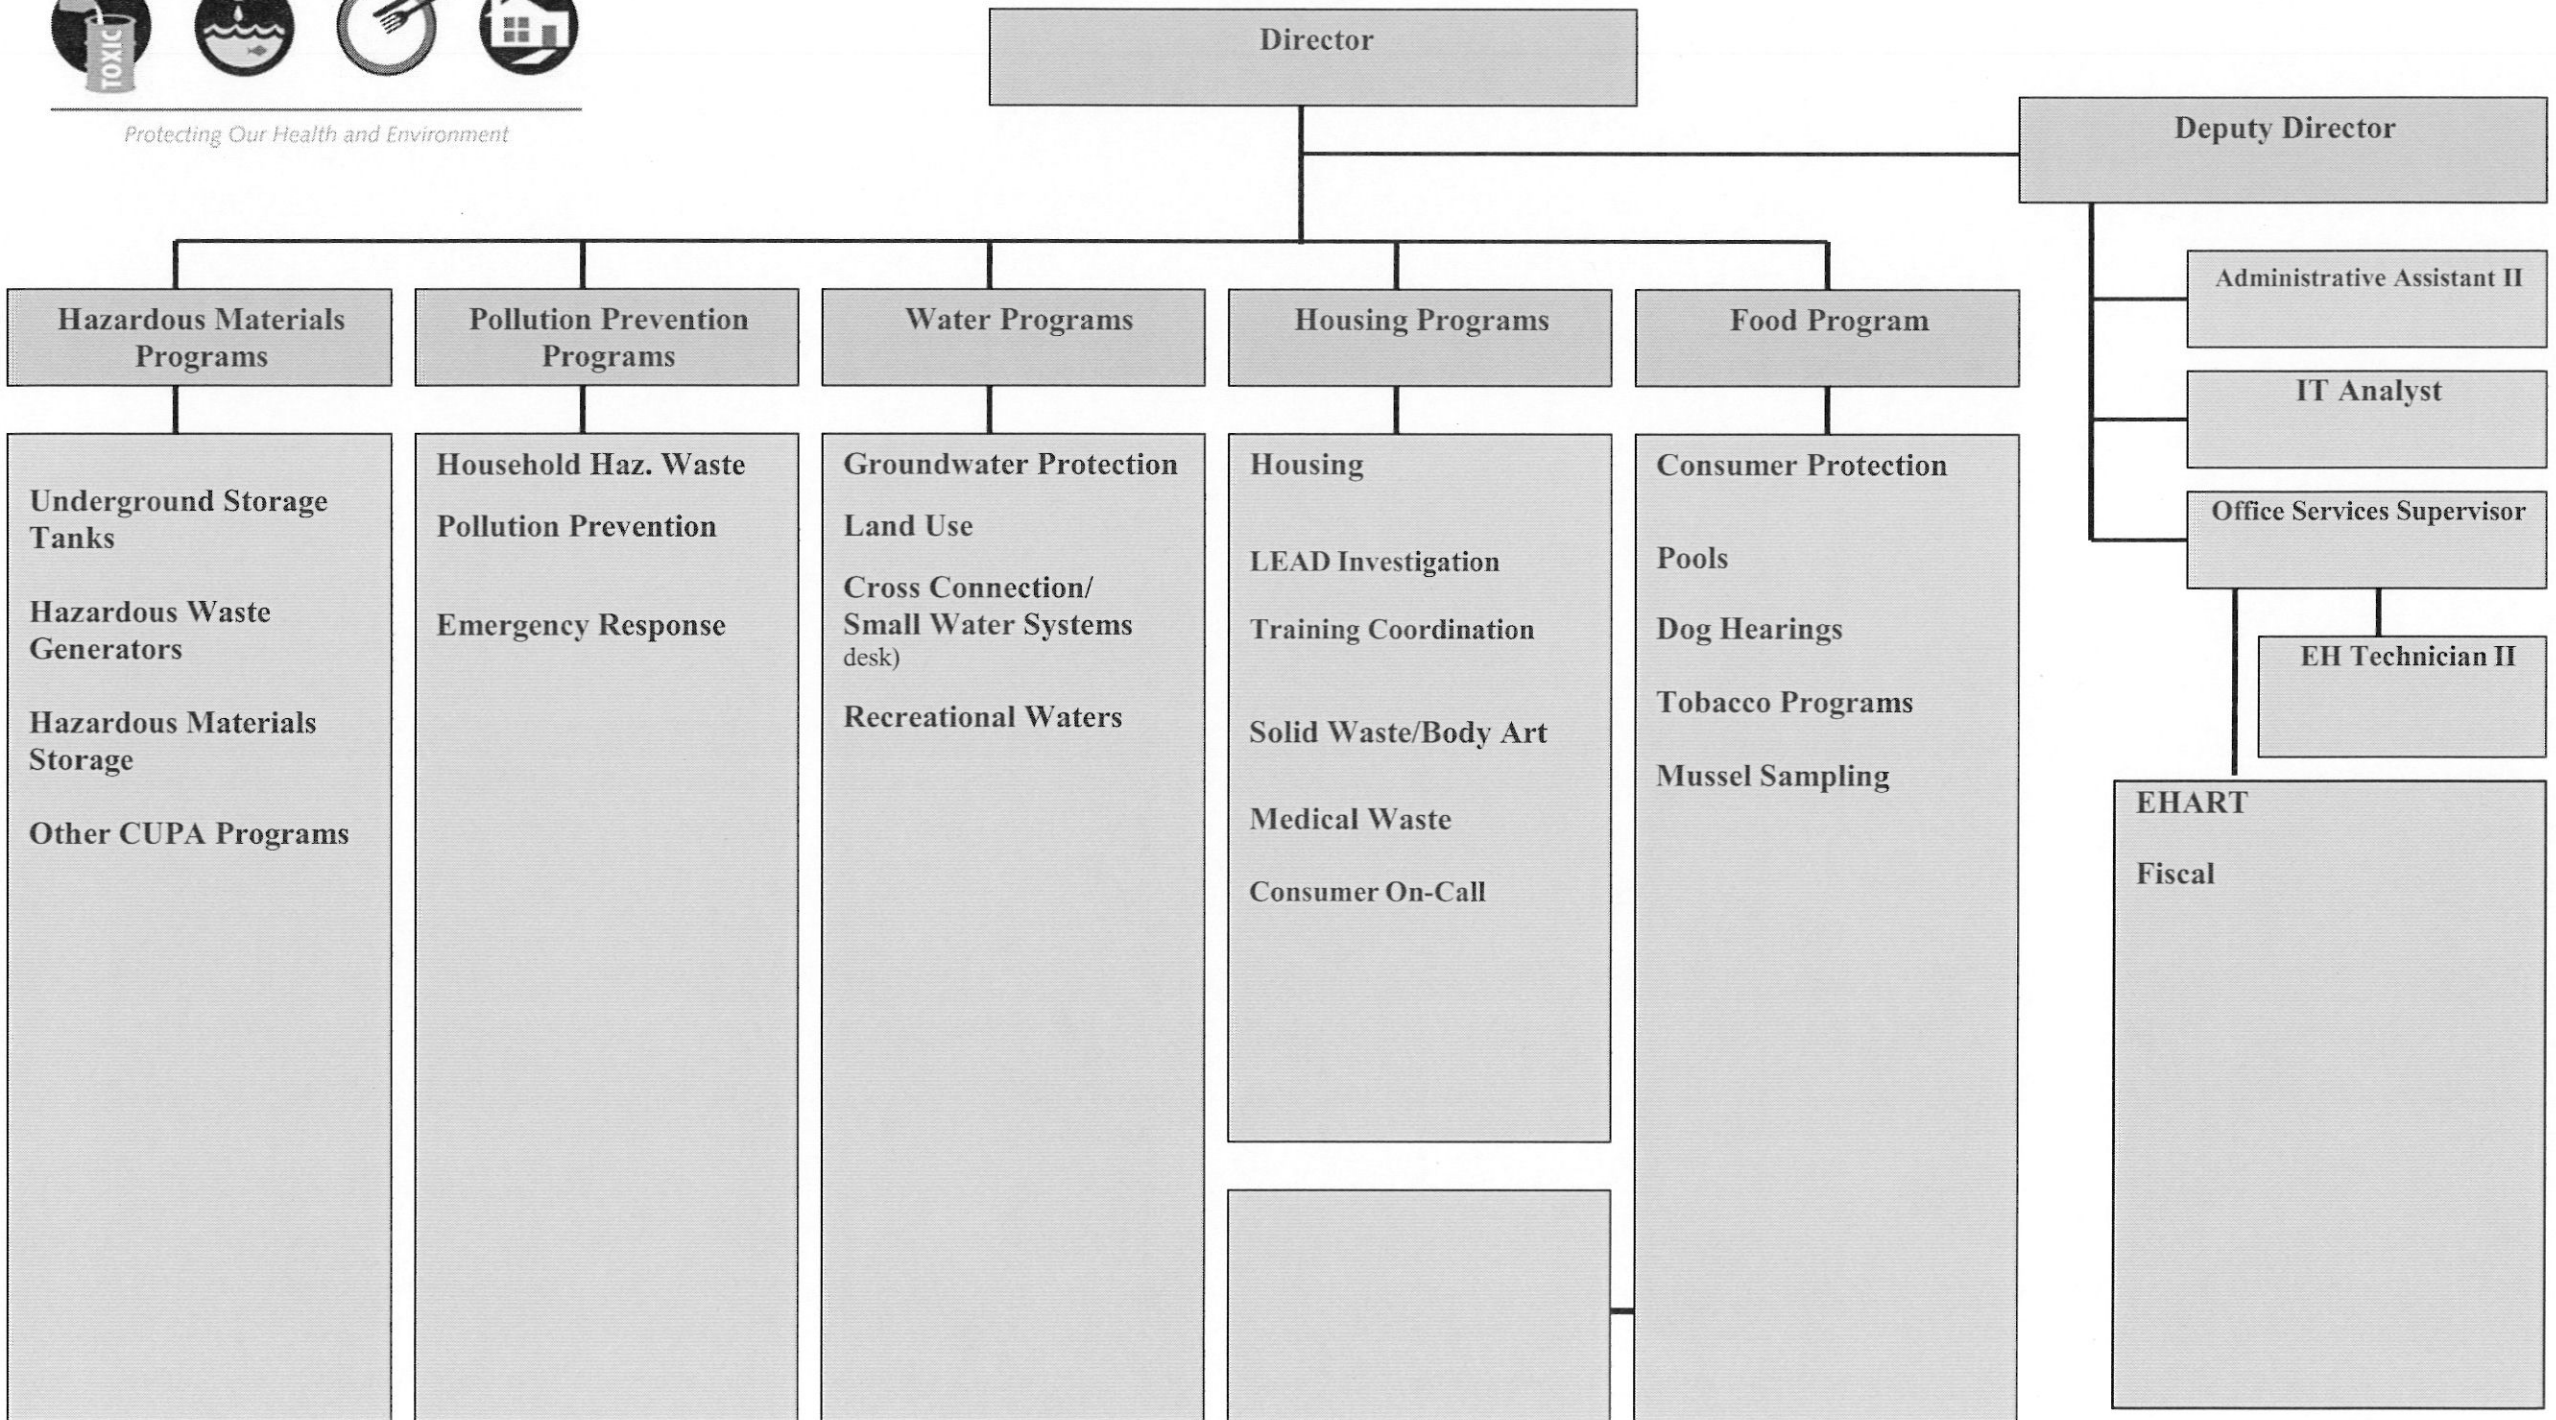 TOXIC
Protecting Our Health and Environment
Director
Deputy Director
Administrative Assistant II
IT Analyst
Office Services Supervisor
EH Technician II
EHART
Fiscal
Hazardous Materials
Programs
Underground Storage
Tanks
Hazardous Waste
Generators
Hazardous Materials
Storage
Other CUPA Programs
Pollution Prevention
Programs
Household Haz. Waste
Pollution Prevention
Emergency Response
Water Programs
Groundwater Protection
Land Use
Cross Connection/
Small Water Systems
desk)
Recreational Waters
Housing Programs
Housing
LEAD Investigation
Training Coordination
Solid Waste/Body Art
Medical Waste
Consumer On-Call
Food Program
Consumer Protection
Pools
Dog Hearings
Tobacco Programs
Mussel Sampling